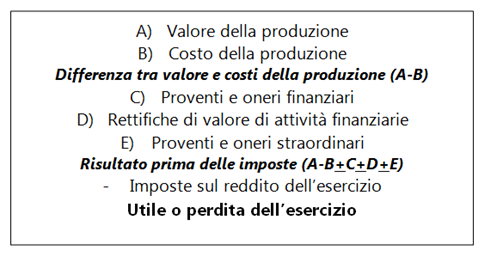 A) Valore della produzione
B) Costo della produzione
Differenza tra valore e costi della produzione (A-B)
C) Proventi e oneri finanziari
D) Rettifiche di valore di attività finanziarie
E) Proventi e oneri straordinari
Risultato prima delle imposte (A-B+C+D+E)
- Imposte sul reddito dell'esercizio
Utile o perdita dell'esercizio